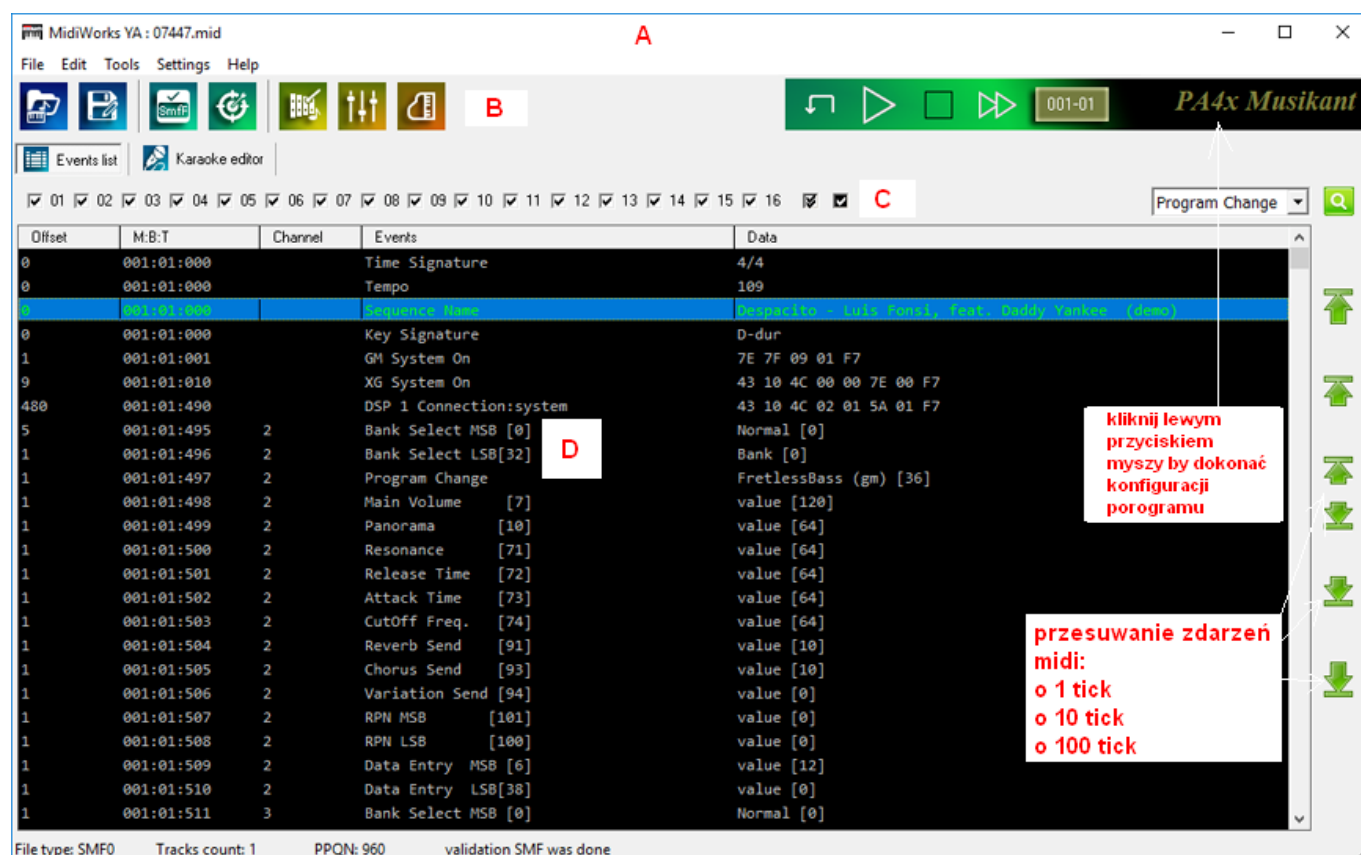 MidiWorks YA : 07447.mid
A
File Edit Tools Settings Help
SmfF
B
001-01
PA4x Musikant
Events list
Karaoke editor
01 02 03 04 05 06 07 08 09 10 11 12 13 14 15 16
C
Program Change
Offset M:B:T Channel Events Data
0 001:01:000 Time Signature 4/4
0 001:01:000 Tempo 109
0 001:01:000 Sequence Name Despacito - Luis Fonsi, feat. Daddy Yankee (demo)
0 001:01:000 Key Signature D-dur
1 001:01:001 GM System On 7E 7F 09 01 F7
9 001:01:010 XG System On 43 10 4C 00 00 7E 00 F7
480 001:01:490 DSP 1 Connection:system 43 10 4C 02 01 5A 01 F7
5 001:01:495 2 Bank Select MSB [0] Normal [0]
1 001:01:496 2 Bank Select LSB[32] Bank [0]
D
1 001:01:497 2 Program Change FretlessBass (gm) [36]
1 001:01:498 2 Main Volume [7] value [120]
1 001:01:499 2 Panorama [10] value [64]
1 001:01:500 2 Resonance [71] value [64]
1 001:01:501 2 Release Time [72] value [64]
1 001:01:502 2 Attack Time [73] value [64]
1 001:01:503 2 CutOff Freq. [74] value [64]
1 001:01:504 2 Reverb Send [91] value [10]
1 001:01:505 2 Chorus Send [93] value [10]
1 001:01:506 2 Variation Send [94] value [0]
1 001:01:507 2 RPN MSB [101] value [0]
1 001:01:508 2 RPN LSB [100] value [0]
1 001:01:509 2 Data Entry MSB [6] value [12]
1 001:01:510 2 Data Entry LSB[38] value [0]
1 001:01:511 3 Bank Select MSB [0] Normal [0]
kliknij lewym
przyciskiem
myszy by dokonać
konfiguracji
porogramu
przesuwanie zdarzeń
midi:
o 1 tick
o 10 tick
o 100 tick
File type: SMF0 Tracks count: 1 PPQN: 960 validation SMF was done